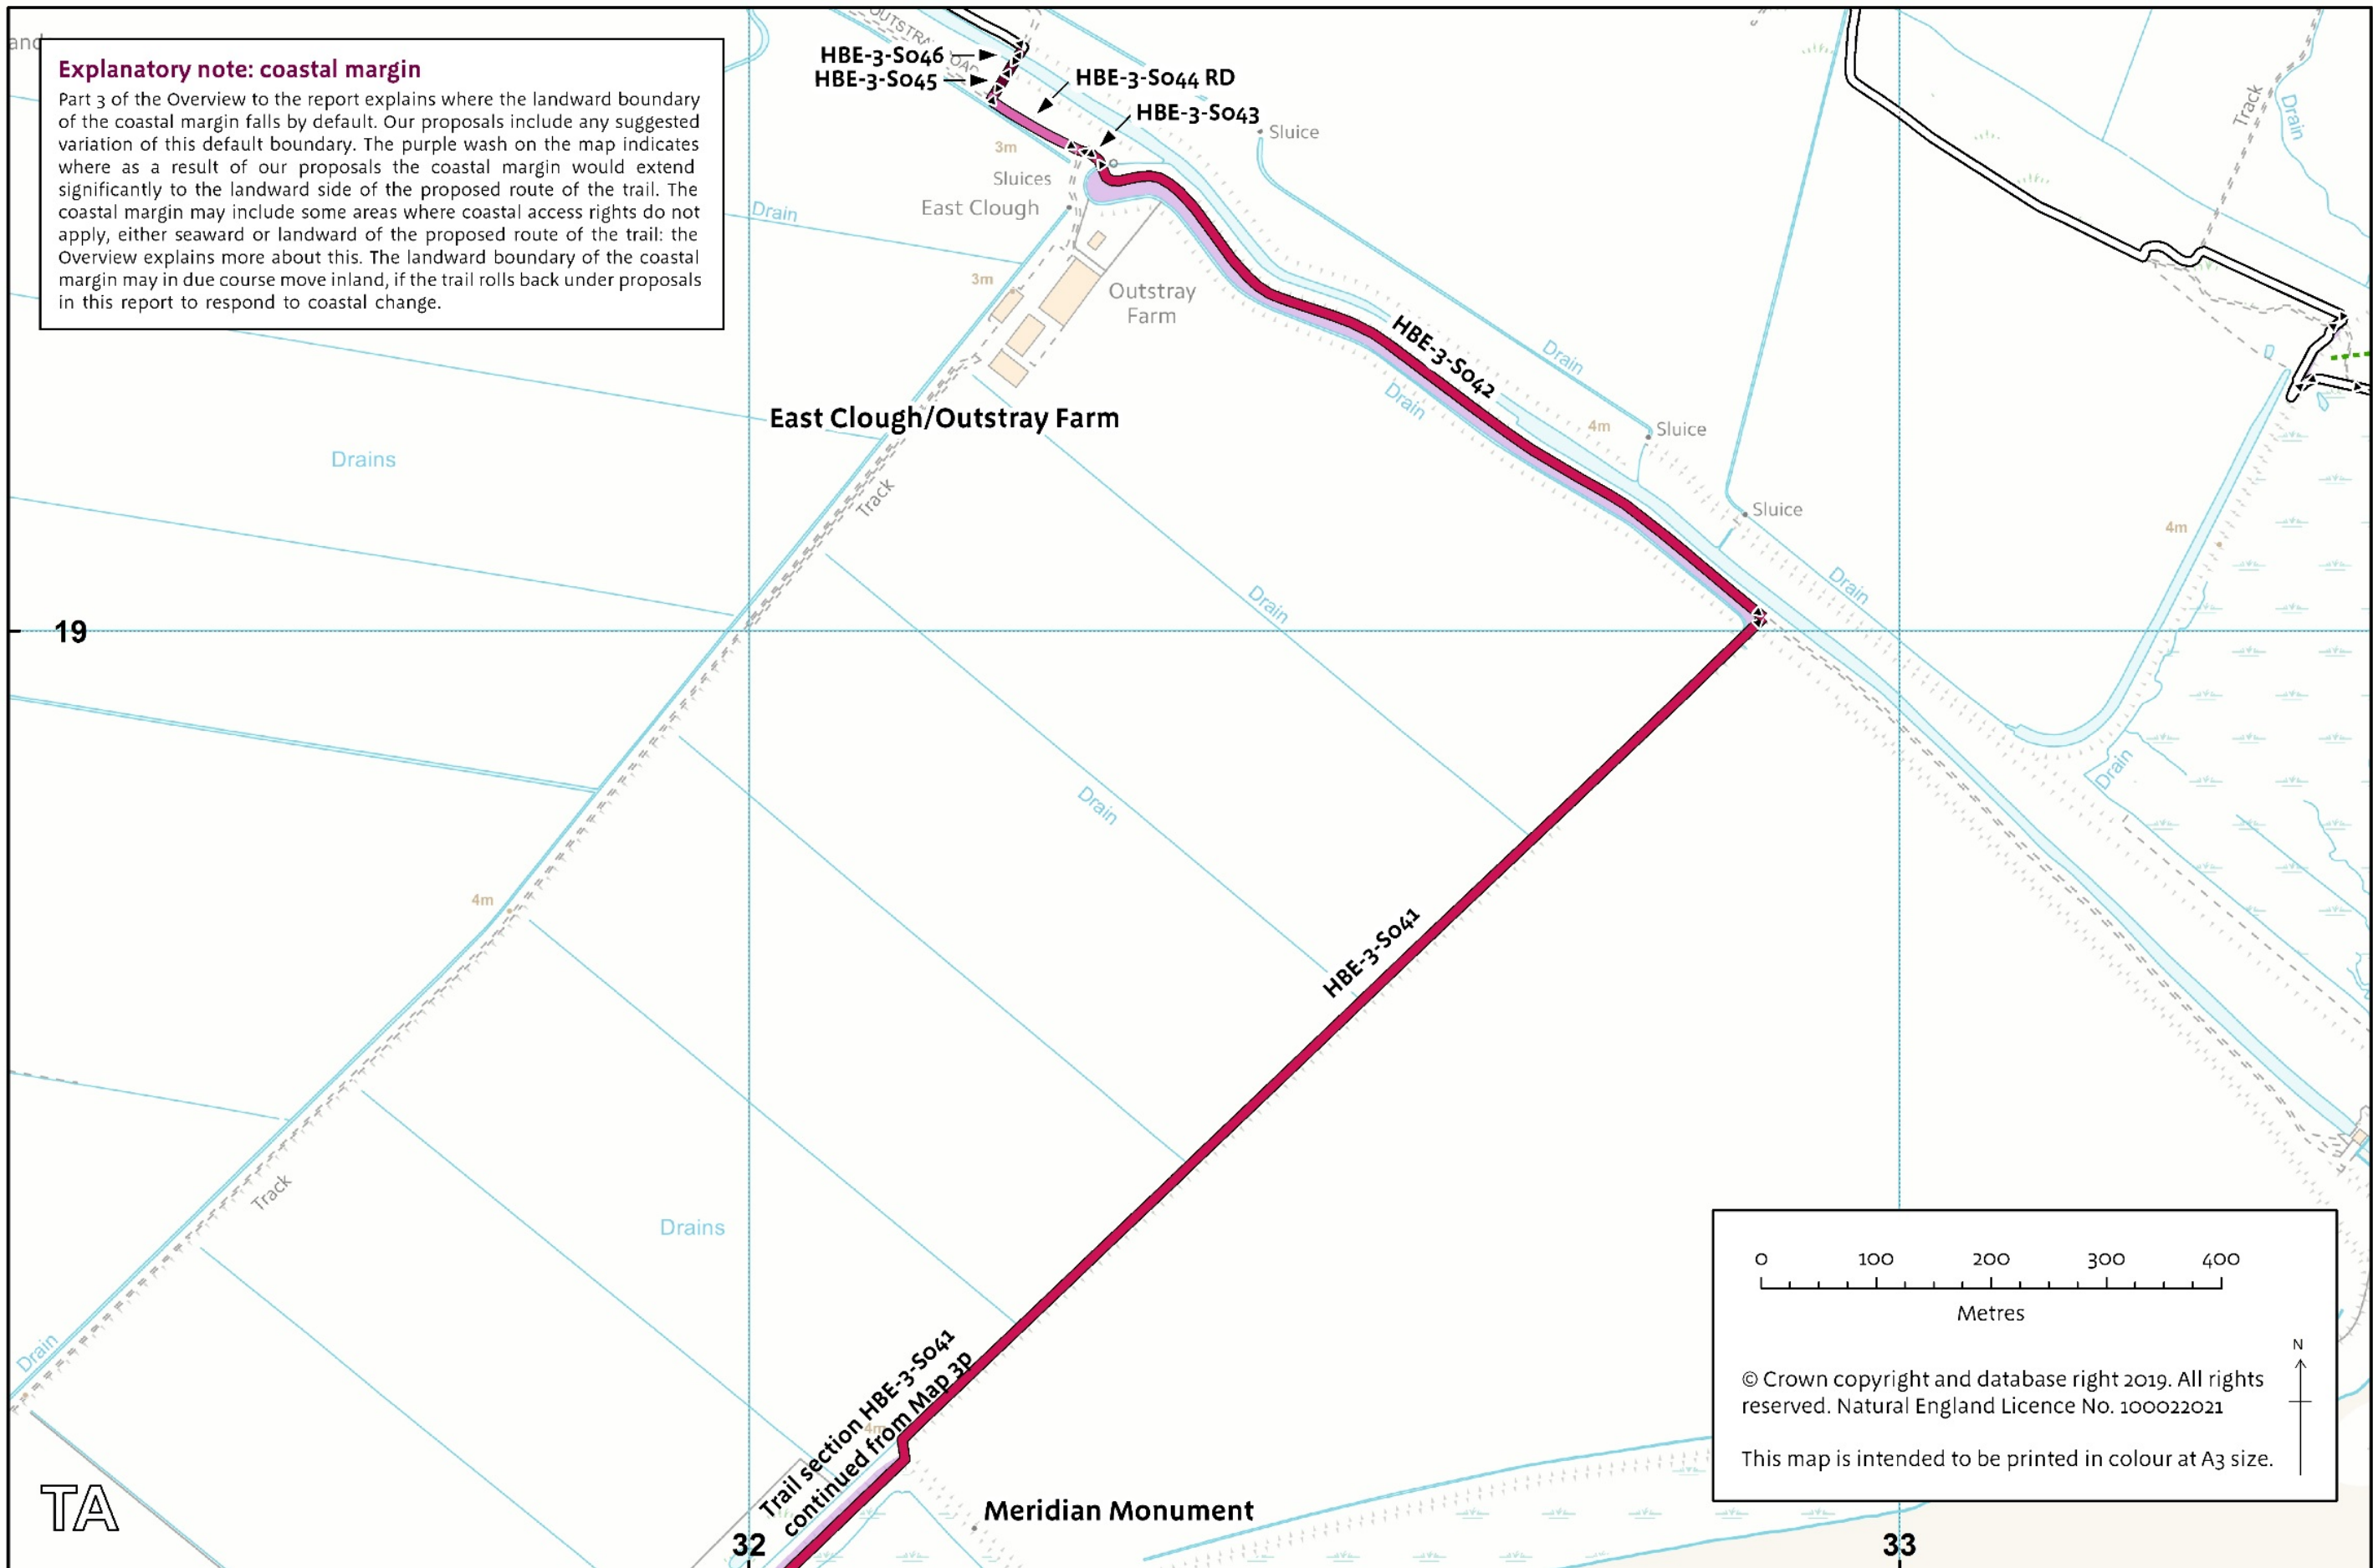 Explanatory note: coastal margin
Part 3 of the Overview to the report explains where the landward boundary
of the coastal margin falls by default. Our proposals include any suggested
variation of this default boundary. The purple wash on the map indicates
where as a result of our proposals the coastal margin would extend
significantly to the landward side of the proposed route of the trail. The
coastal margin may include some areas where coastal access rights do not
apply, either seaward or landward of the proposed route of the trail: the
Overview explains more about this. The landward boundary of the coastal
margin may in due course move inland, if the trail rolls back under proposals
in this report to respond to coastal change.
HBE-3-S046
HBE-3-S045
HBE-3-S044 RD
HBE-3-S043
Sluice
3m
Sluices
East Clough
Drain
3m
Outstray
Farm
HBE-3-S042
Drain
Drain
4m
Sluice
Sluice
Drain
Track
Drain
4m
Drain
East Clough/Outstray Farm
Drains
Track
19
Drain
Drain
4m
HBE-3-S041
Track
Drains
Drain
Trail section HBE-3-S041
continued from Map 3p
4m
Meridian Monument
TA
32
33
0 100 200 300 400
Metres
N
© Crown copyright and database right 2019. All rights
reserved. Natural England Licence No. 100022021
This map is intended to be printed in colour at A3 size.